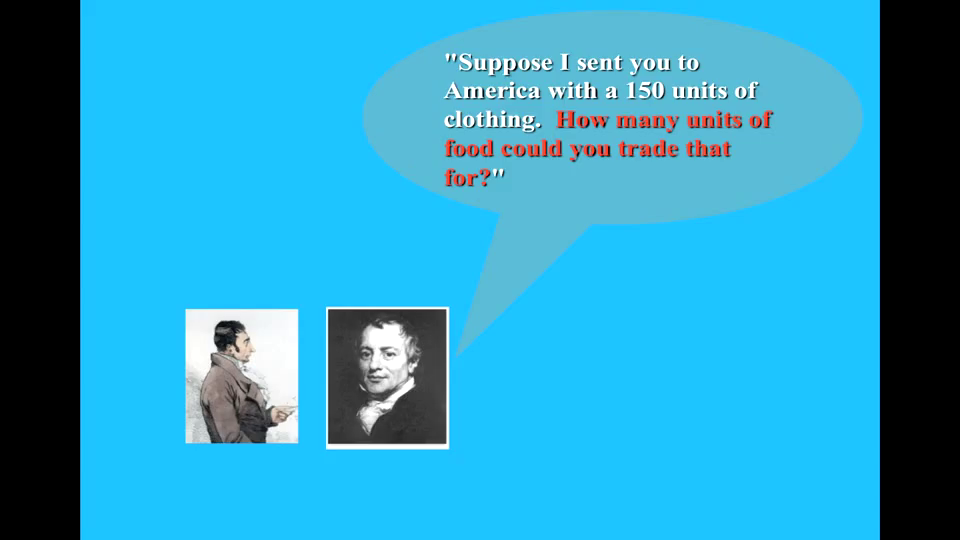 "Suppose I sent you to
America with a 150 units of
clothing.  How many units of
food could you trade that
for?"